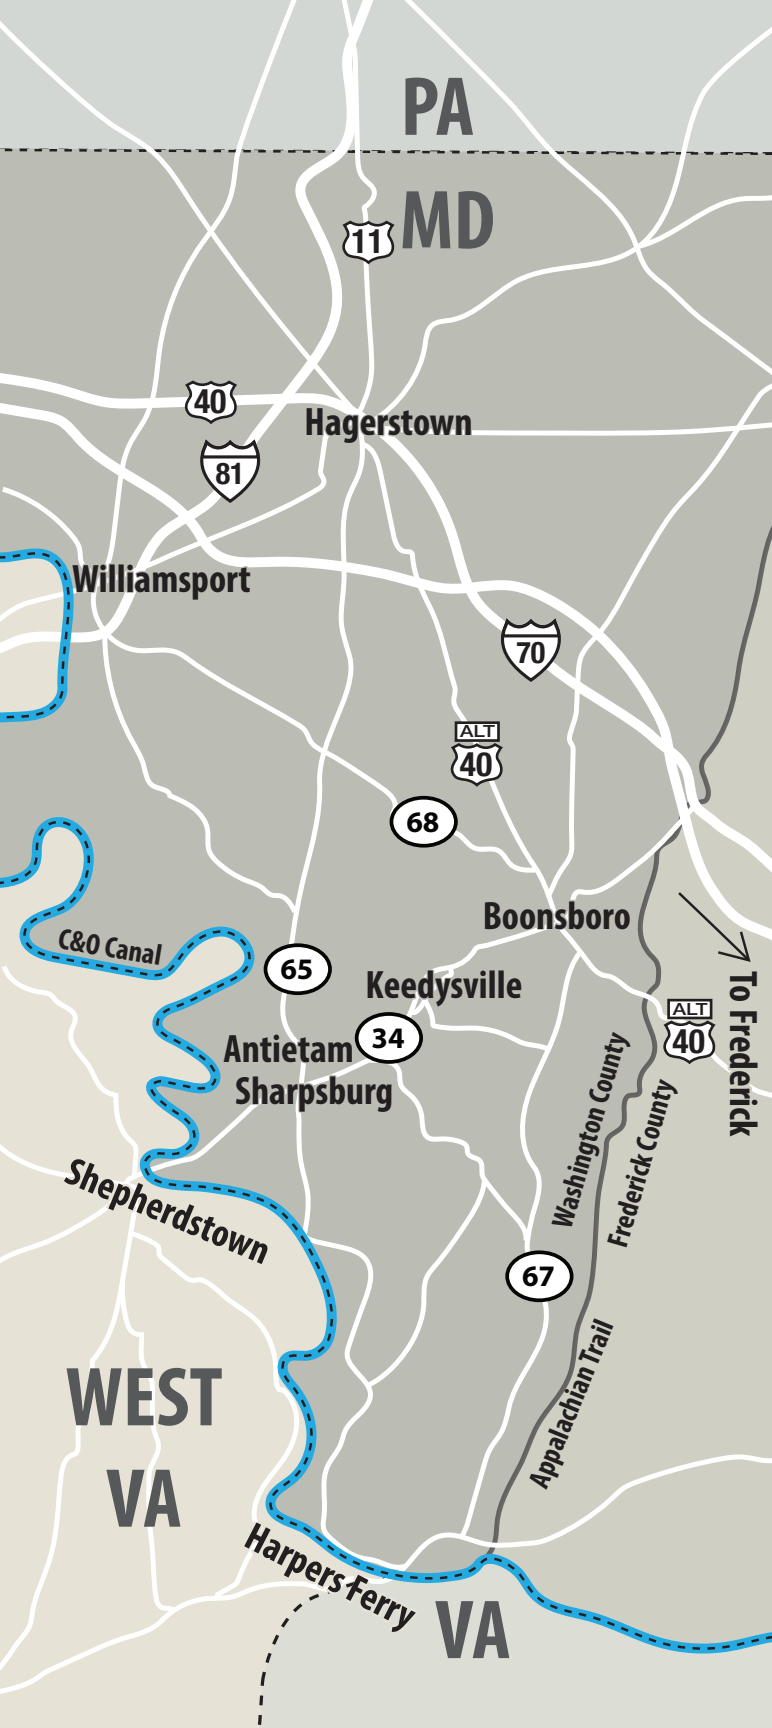 PA
MD
11
40
Hagerstown
81
Williamsport
70
ALT
40
68
Boonsboro
C&O Canal
65
Keedysville
To Frederick
ALT
40
34
Antietam
Sharpsburg
Washington County
Frederick County
Shepherdstown
67
Appalachian Trail
WEST
VA
Harpers Ferry
VA